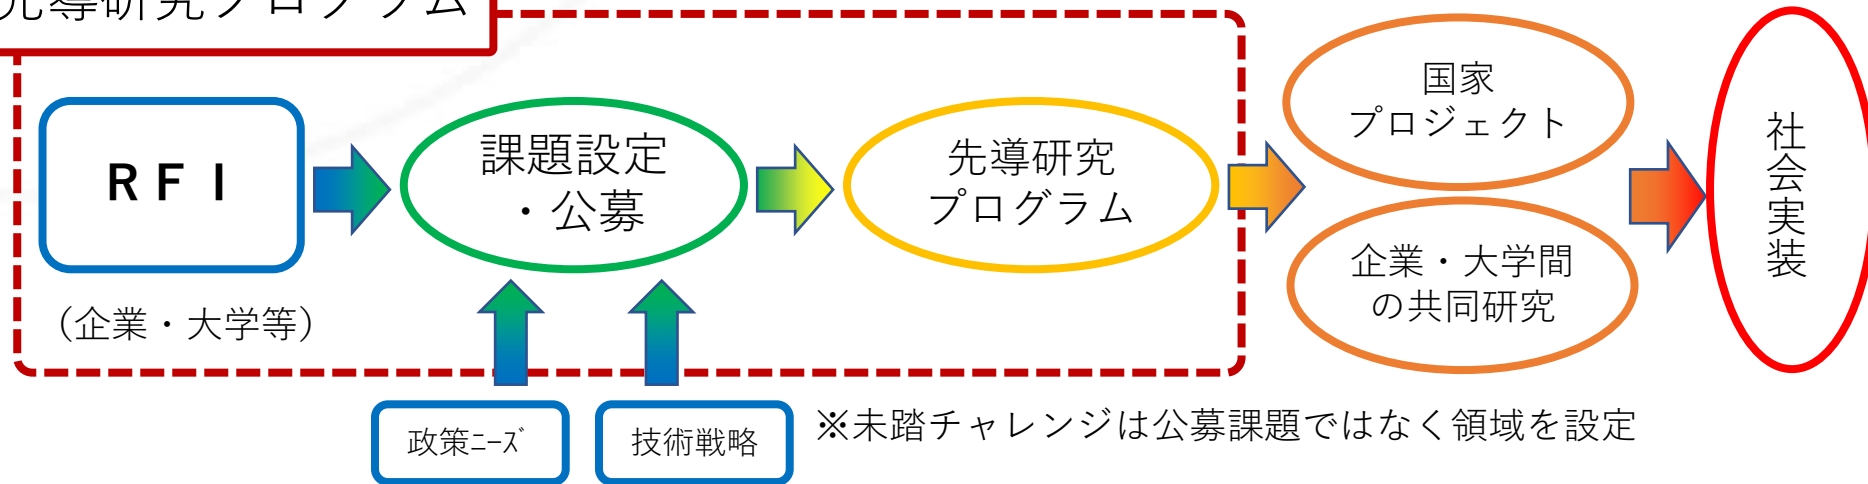 先導研究プログラム
ＲＦＩ
（企業・大学等）
課題設定
・公募
先導研究
プログラム
国家
プロジェクト
企業・大学間
の共同研究
社会実装
政策ﾆｰｽﾞ
技術戦略
※未踏チャレンジは公募課題ではなく領域を設定